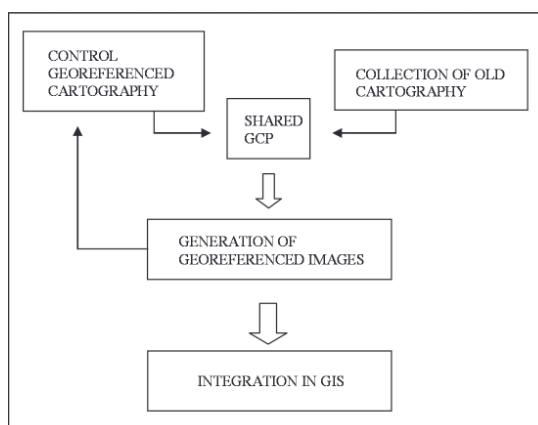 CONTROL
GEOREFERENCED
CARTOGRAPHY
COLLECTION OF OLD
CARTOGRAPHY
SHARED
GCP
GENERATION OF
GEOREFERENCED IMAGES
INTEGRATION IN GIS